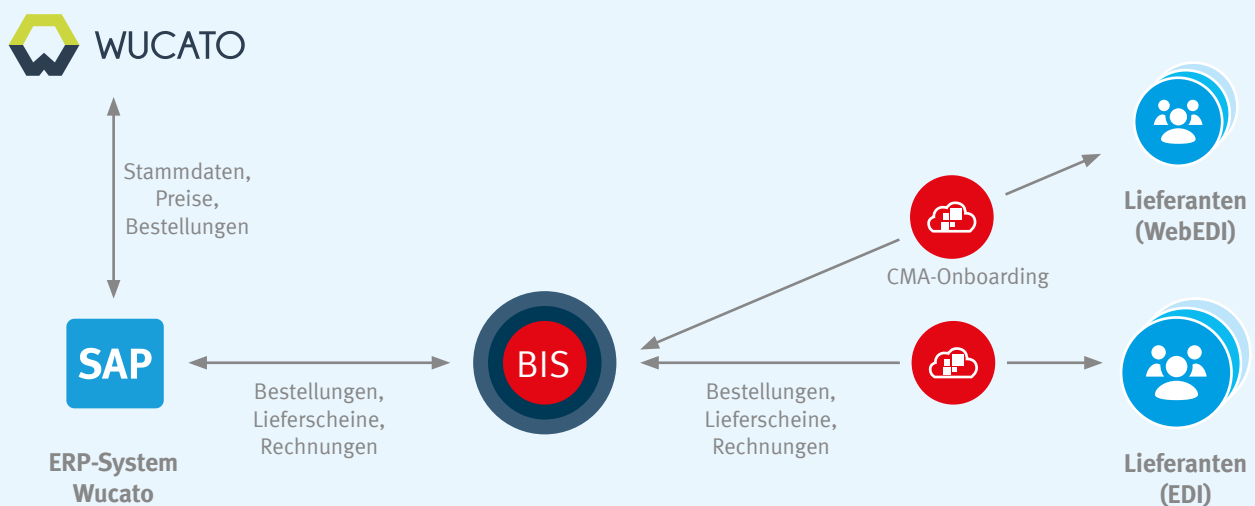 WUCATO
Stammdaten,
Preise,
Bestellungen
SAP
ERP-System
Wucato
Bestellungen,
Lieferscheine,
Rechnungen
BIS
Bestellungen,
Lieferscheine,
Rechnungen
CMA-Onboarding
Lieferanten
(WebEDI)
Lieferanten
(EDI)